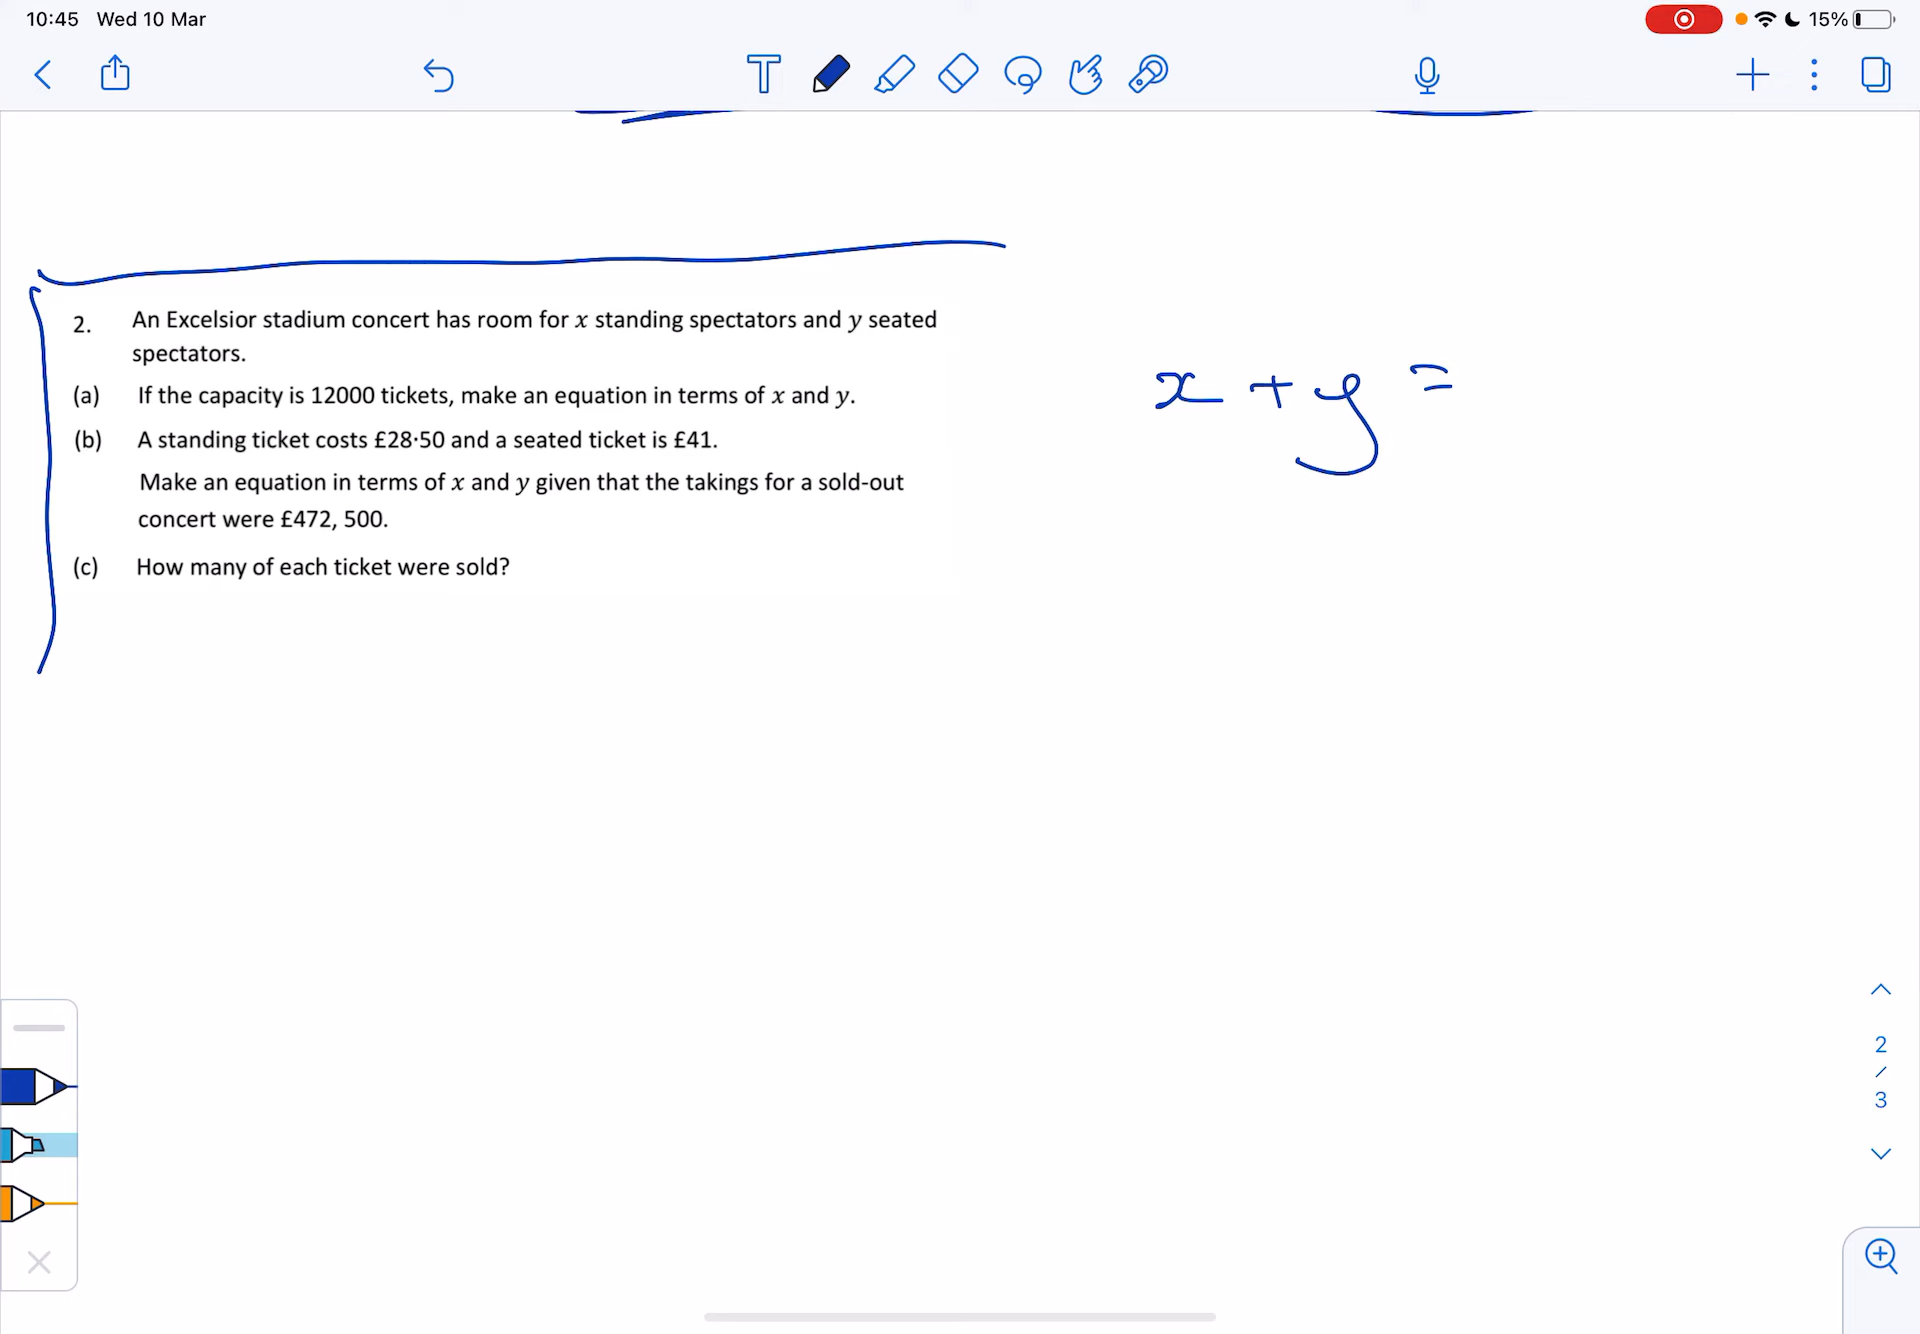 10:45 Wed 10 Mar
15%
T
2. An Excelsior stadium concert has room for x standing spectators and y seated
spectators.
(a) If the capacity is 12000 tickets, make an equation in terms of x and y.
(b) A standing ticket costs £28·50 and a seated ticket is £41.
Make an equation in terms of x and y given that the takings for a sold-out
concert were £472, 500.
(c) How many of each ticket were sold?
x + y =
2
/
3